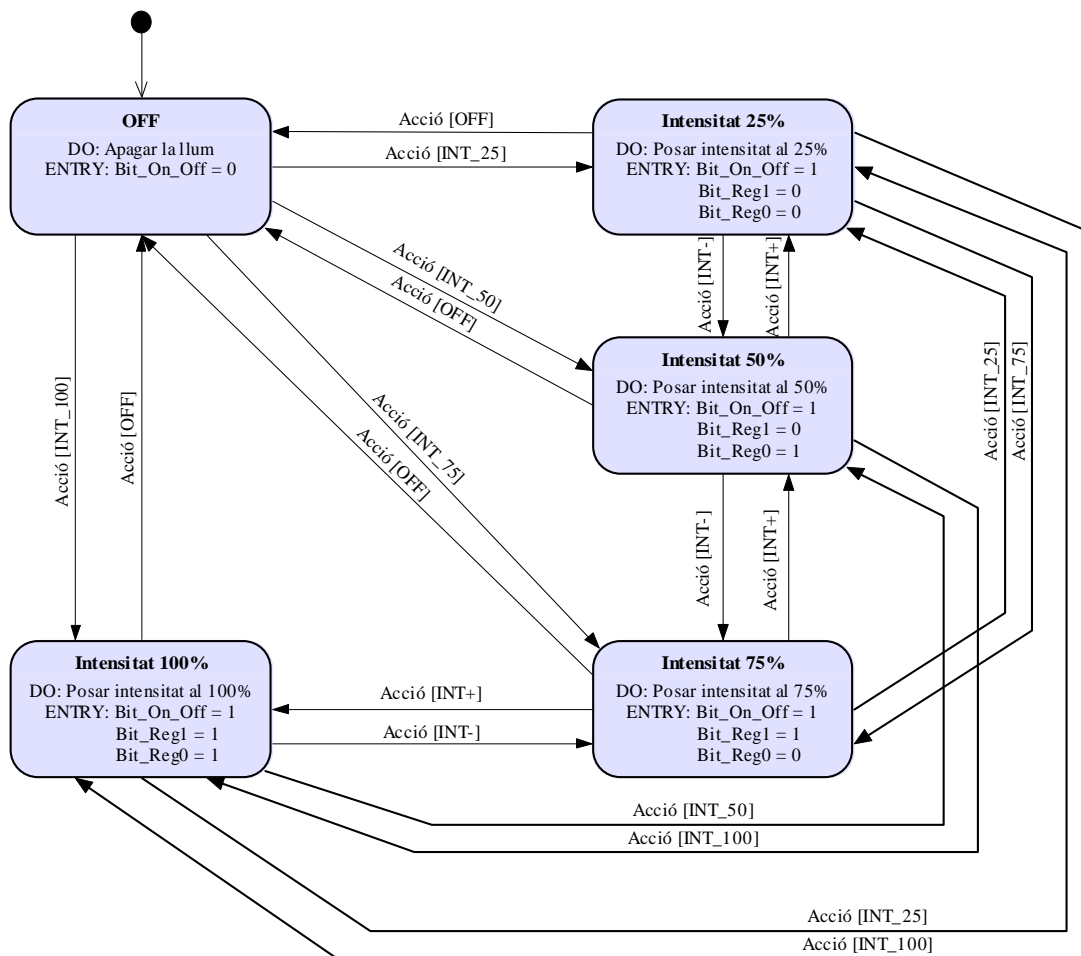 OFF
DO: Apagar la llum
ENTRY: Bit_On_Off = 0
Acció [OFF]
Acció [INT_25]
Intensitat 25%
DO: Posar intensitat al 25%
ENTRY: Bit_On_Off = 1
Bit_Reg1 = 0
Bit_Reg0 = 0
Acció [INT_50]
Acció [OFF]
Acció [INT-]
Acció [INT+]
Intensitat 50%
DO: Posar intensitat al 50%
ENTRY: Bit_On_Off = 1
Bit_Reg1 = 0
Bit_Reg0 = 1
Acció [INT_25]
Acció [INT_75]
Acció [INT_100]
Acció [OFF]
Acció [INT_75]
Acció [OFF]
Acció [INT-]
Acció [INT+]
Intensitat 100%
DO: Posar intensitat al 100%
ENTRY: Bit_On_Off = 1
Bit_Reg1 = 1
Bit_Reg0 = 1
Acció [INT+]
Acció [INT-]
Intensitat 75%
DO: Posar intensitat al 75%
ENTRY: Bit_On_Off = 1
Bit_Reg1 = 1
Bit_Reg0 = 0
Acció [INT_50]
Acció [INT_100]
Acció [INT_25]
Acció [INT_100]